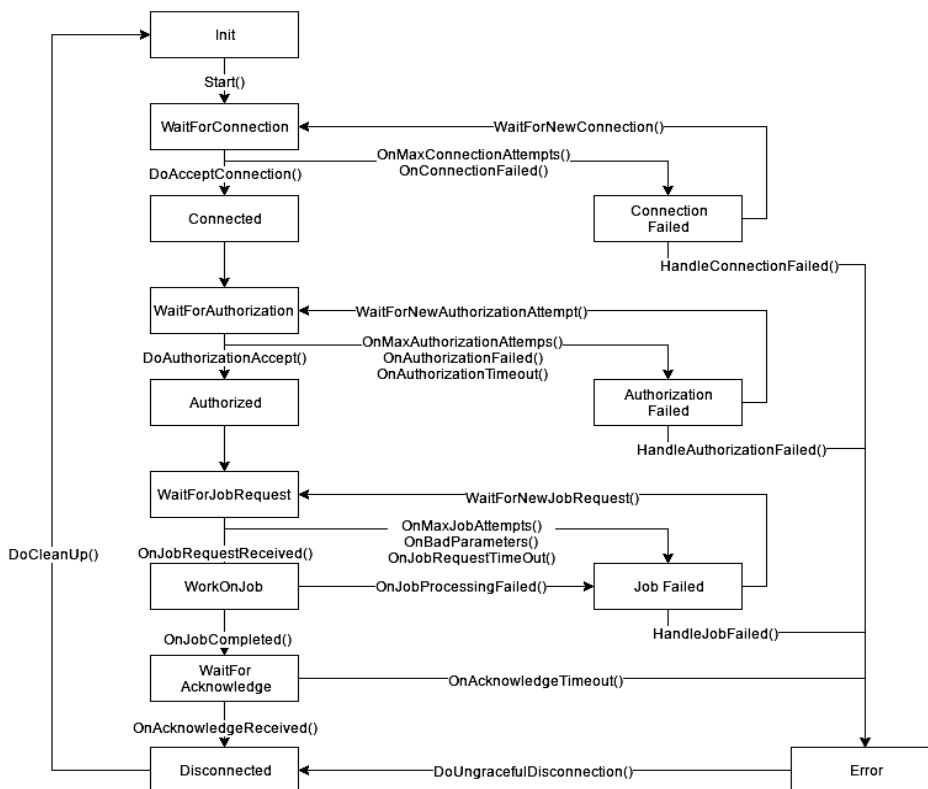 Init
Start()
WaitForConnection
WaitForNewConnection()
OnMaxConnectionAttempts()
OnConnectionFailed()
DoAcceptConnection()
Connected
Connection
Failed
HandleConnectionFailed()
WaitForAuthorization
WaitForNewAuthorizationAttempt()
OnMaxAuthorizationAttemps()
OnAuthorizationFailed()
OnAuthorizationTimeout()
DoAuthorizationAccept()
Authorized
Authorization
Failed
HandleAuthorizationFailed()
WaitForJobRequest
WaitForNewJobRequest()
OnMaxJobAttempts()
OnBadParameters()
OnJobRequestTimeOut()
DoCleanUp()
OnJobRequestReceived()
WorkOnJob
OnJobProcessingFailed()
Job Failed
OnJobCompleted()
HandleJobFailed()
WaitFor
Acknowledge
OnAcknowledgeTimeout()
OnAcknowledgeReceived()
Disconnected
DoUngracefulDisconnection()
Error